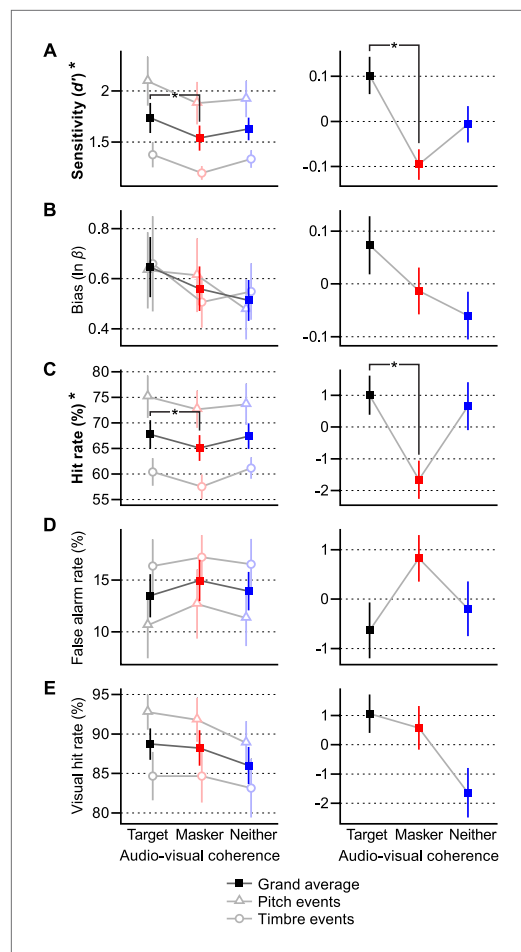 A
Sensitivity (d′) *
2
1.5
*
0.1
0
-0.1
*
B
Bias (ln β)
0.8
0.6
0.4
0.1
0
-0.1
C
Hit rate (%) *
80
75
70
65
60
55
*
1
0
-1
-2
*
D
False alarm rate (%)
15
10
1
0
-1
E
Visual hit rate (%)
95
90
85
80
1
0
-1
-2
Target Masker Neither
Audio-visual coherence
Target Masker Neither
Audio-visual coherence
Grand average
Pitch events
Timbre events